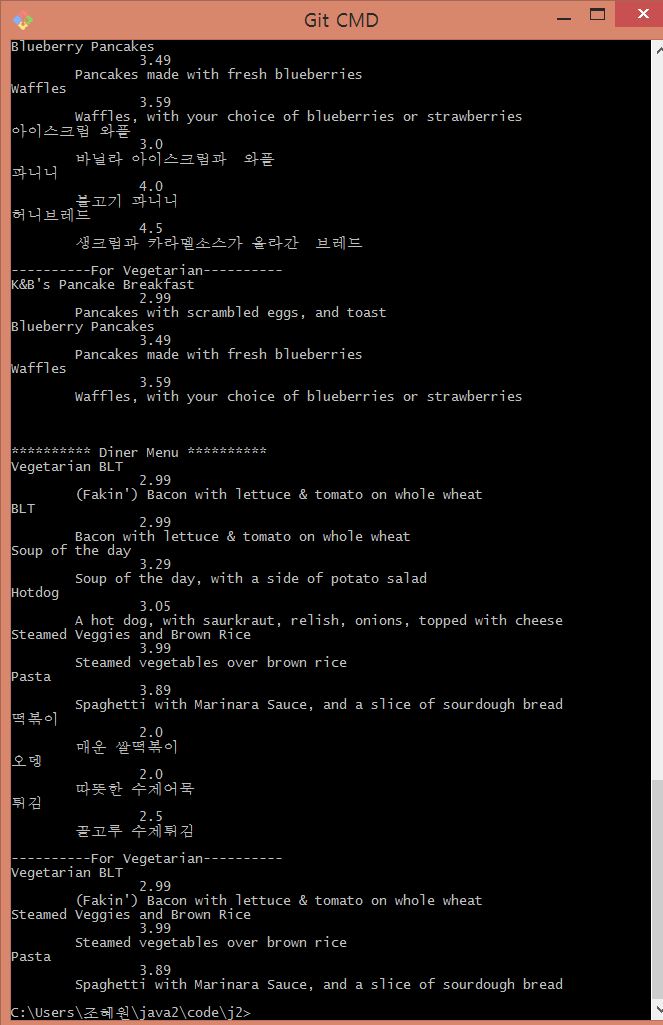 Git CMD
Blueberry Pancakes
3.49
Pancakes made with fresh blueberries
Waffles
3.59
Waffles, with your choice of blueberries or strawberries
아이스크림 와플
3.0
바닐라 아이스크림과  와플
파니니
4.0
불고기 파니니
허니브레드
4.5
생크림과 카라멜소스가 올라간  브레드
----------For Vegetarian----------
K&B's Pancake Breakfast
2.99
Pancakes with scrambled eggs, and toast
Blueberry Pancakes
3.49
Pancakes made with fresh blueberries
Waffles
3.59
Waffles, with your choice of blueberries or strawberries
********** Diner Menu **********
Vegetarian BLT
2.99
(Fakin') Bacon with lettuce & tomato on whole wheat
BLT
2.99
Bacon with lettuce & tomato on whole wheat
Soup of the day
3.29
Soup of the day, with a side of potato salad
Hotdog
3.05
A hot dog, with saurkraut, relish, onions, topped with cheese
Steamed Veggies and Brown Rice
3.99
Steamed vegetables over brown rice
Pasta
3.89
Spaghetti with Marinara Sauce, and a slice of sourdough bread
떡볶이
2.0
매운 쌀떡볶이
오뎅
2.0
따뜻한 수제어묵
튀김
2.5
골고루 수제튀김
----------For Vegetarian----------
Vegetarian BLT
2.99
(Fakin') Bacon with lettuce & tomato on whole wheat
Steamed Veggies and Brown Rice
3.99
Steamed vegetables over brown rice
Pasta
3.89
Spaghetti with Marinara Sauce, and a slice of sourdough bread
C:\Users\조혜원\java2\code\j2>